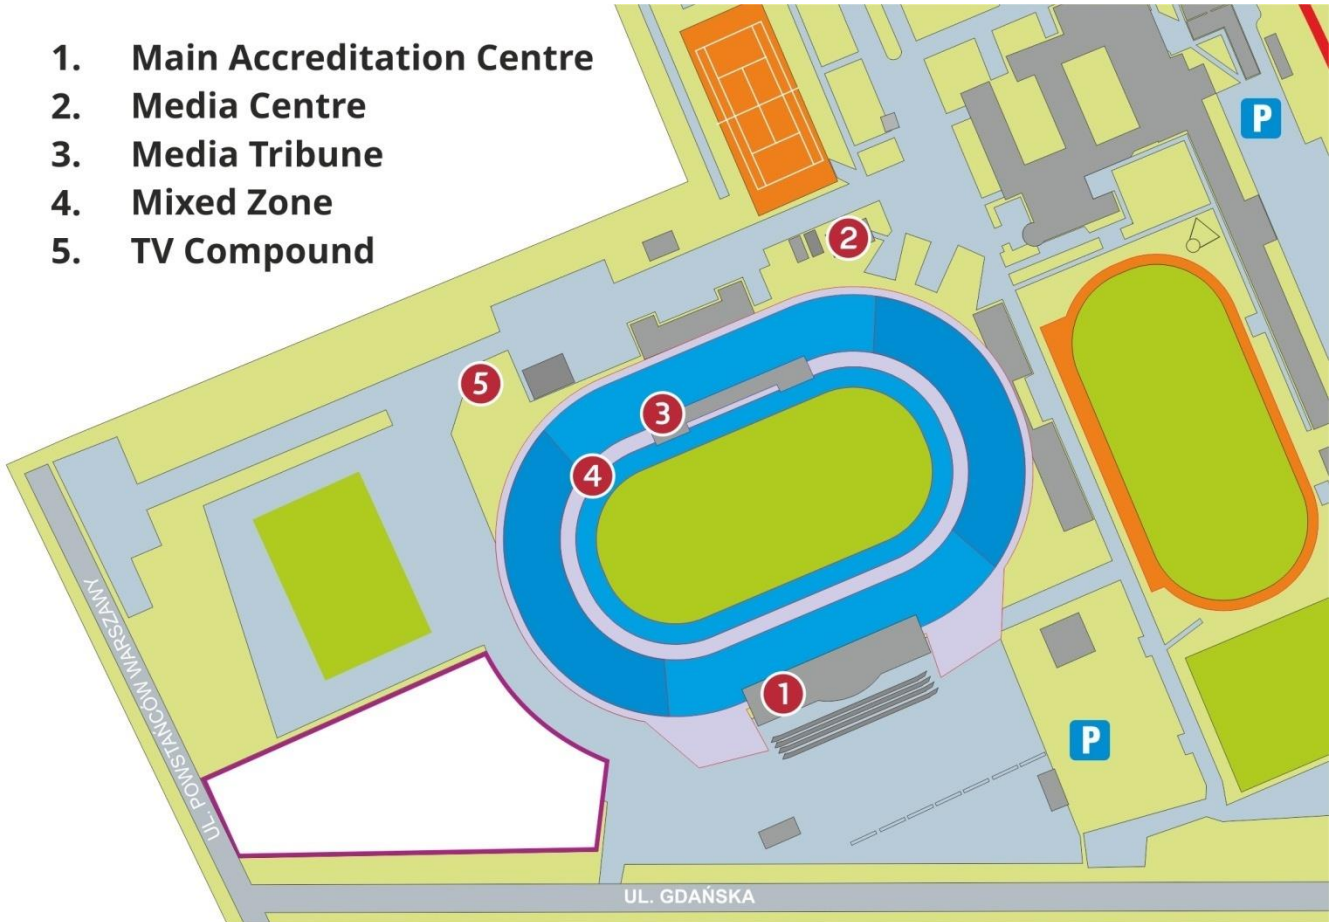 1. Main Accreditation Centre
2. Media Centre
3. Media Tribune
4. Mixed Zone
5. TV Compound
P
2
5
3
4
1
P
UL. POWSTAŃCÓW WARSZAWY
UL. GDAŃSKA